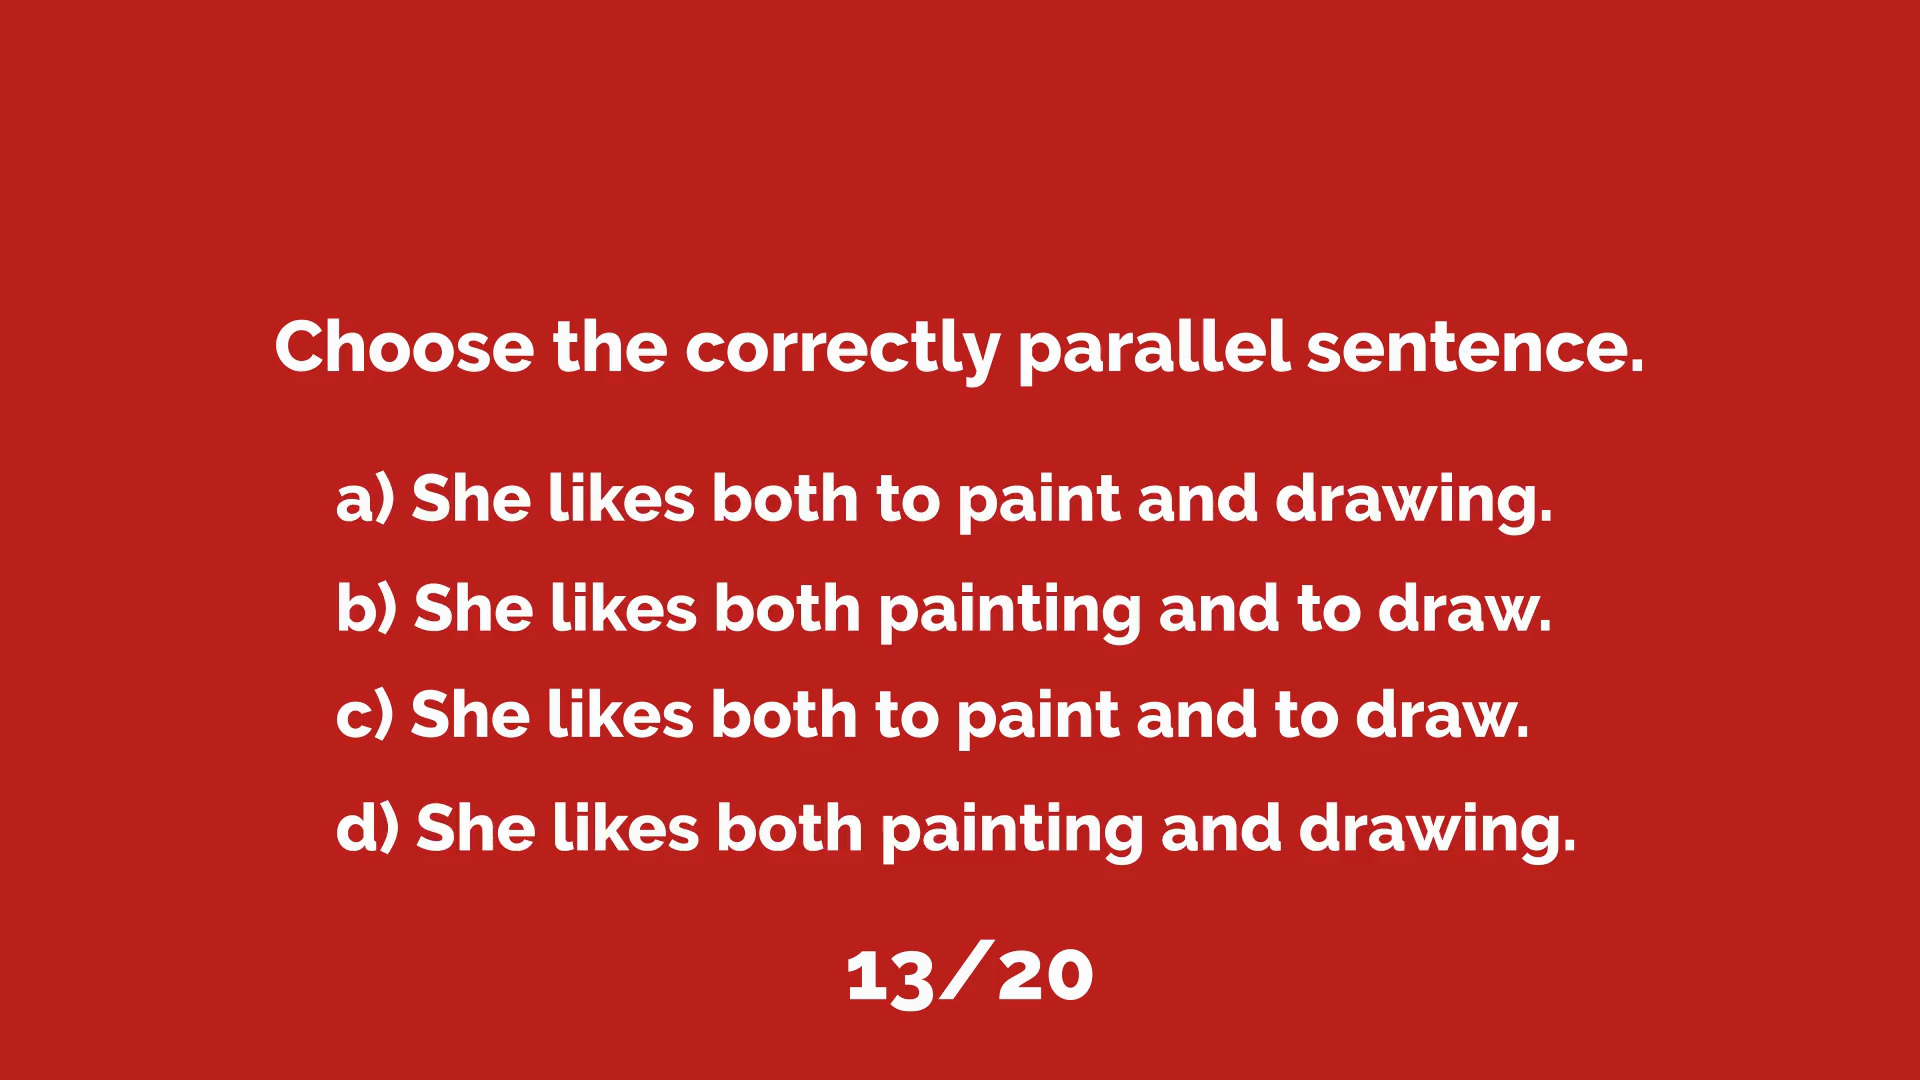 Choose the correctly parallel sentence.
a) She likes both to paint and drawing.
b) She likes both painting and to draw.
c) She likes both to paint and to draw.
d) She likes both painting and drawing.
13/20